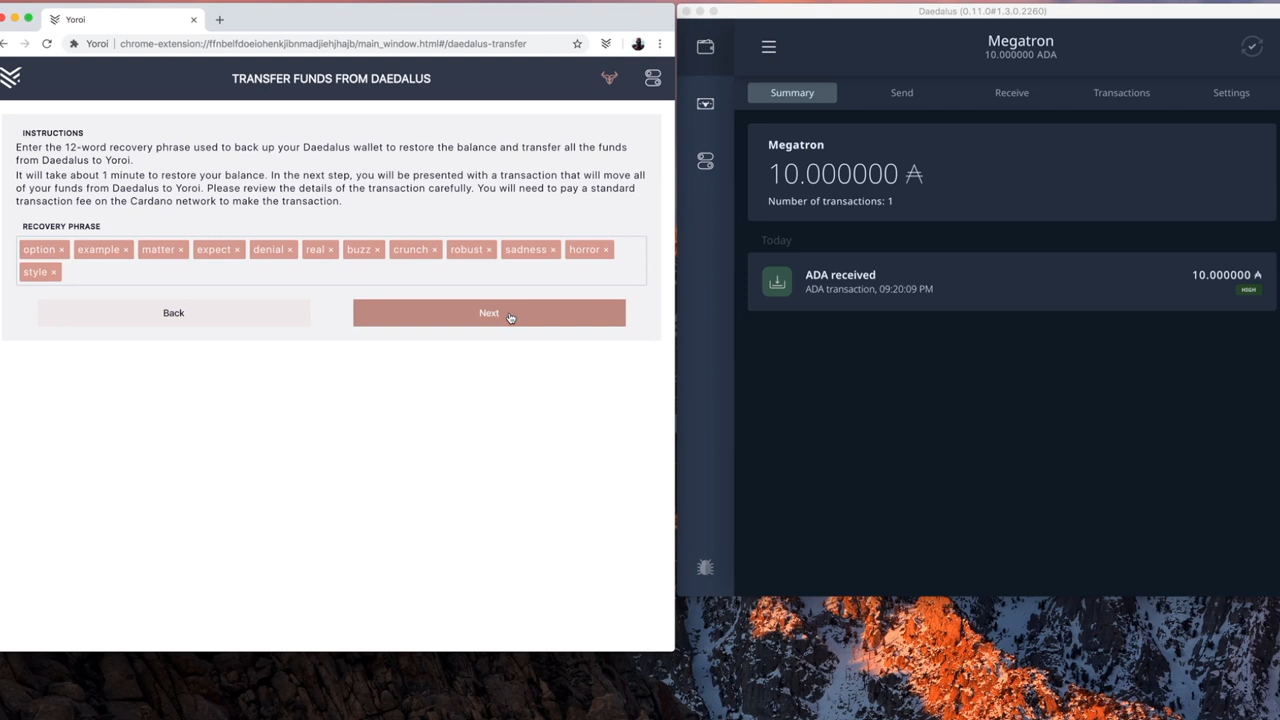 Yoroi
Yoroi
chrome-extension://ffnbelfdoeiohenkjibnmadjiehjhajb/main_window.html#/daedalus-transfer
TRANSFER FUNDS FROM DAEDALUS
INSTRUCTIONS
Enter the 12-word recovery phrase used to back up your Daedalus wallet to restore the balance and transfer all the funds
from Daedalus to Yoroi.
It will take about 1 minute to restore your balance. In the next step, you will be presented with a transaction that will move all
of your funds from Daedalus to Yoroi. Please review the details of the transaction carefully. You will need to pay a standard
transaction fee on the Cardano network to make the transaction.
RECOVERY PHRASE
option × example × matter × expect × denial × real × buzz × crunch × robust × sadness × horror ×
style ×
Back Next
Daedalus (0.11.0#1.3.0.2260)
Megatron
10.000000 ADA
Summary Send Receive Transactions Settings
Megatron
10.000000 ₳
Number of transactions: 1
Today
ADA received 10.000000 ₳
ADA transaction, 09:20:09 PM HIGH